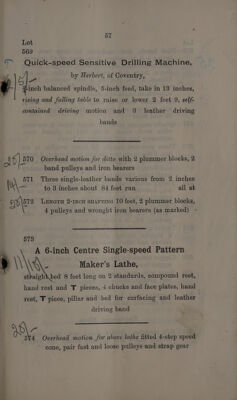 57
Lot
569
Quick-speed Sensitive Drilling Machine,
by Herbert, of Coventry,
-inch balanced spindle, 5-inch feed, take in 13 inches,
rising and falling table to raise or lower 2 feet 9, self-
contained driving motion and 3 leather driving
bands
25/- 570 Overhead motion for ditto with 2 plummer blocks, 2
band pulleys and iron bearers
14/- 571 Three single-leather bands various from 2 inches
to 3 inches about 84 feet run all at
572 LENGTH 2-INCH SHAFTING 10 feet, 2 plummer blocks,
4 pulleys and wrought iron bearers (as marked)
573
A 6-inch Centre Single-speed Pattern
Maker's Lathe,
straight bed 8 feet long on 2 standards, compound rest,
hand rest and T pieces, 4 chucks and face plates, hand
rest, T piece, pillar and bed for surfacing and leather
driving band
20/-
574 Overhead motion for above lathe fitted 4-step speed
cone, pair fast and loose pulleys and strap gear